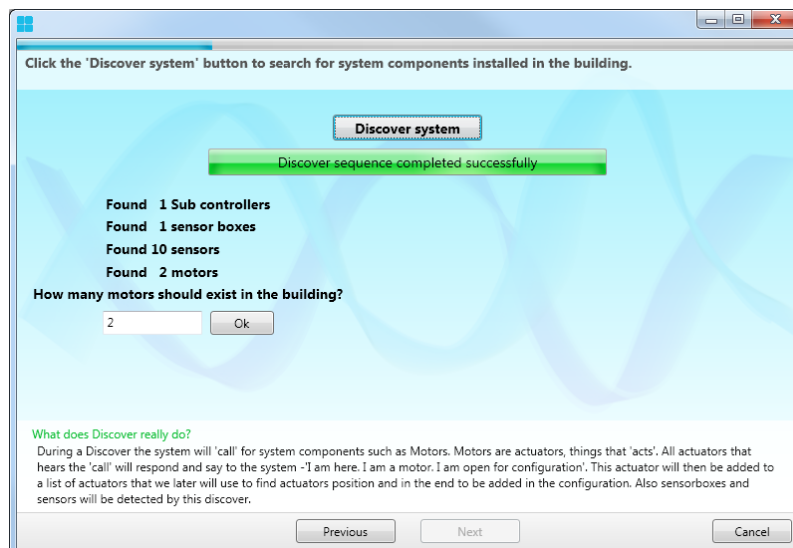 Click the 'Discover system' button to search for system components installed in the building.
Discover system
Discover sequence completed successfully
Found 1 Sub controllers
Found 1 sensor boxes
Found 10 sensors
Found 2 motors
How many motors should exist in the building?
2 Ok
What does Discover really do?
During a Discover the system will 'call' for system components such as Motors. Motors are actuators, things that 'acts'. All actuators that
hears the 'call' will respond and say to the system -'I am here. I am a motor. I am open for configuration'. This actuator will then be added to
a list of actuators that we later will use to find actuators position and in the end to be added in the configuration. Also sensorboxes and
sensors will be detected by this discover.
Previous Next Cancel